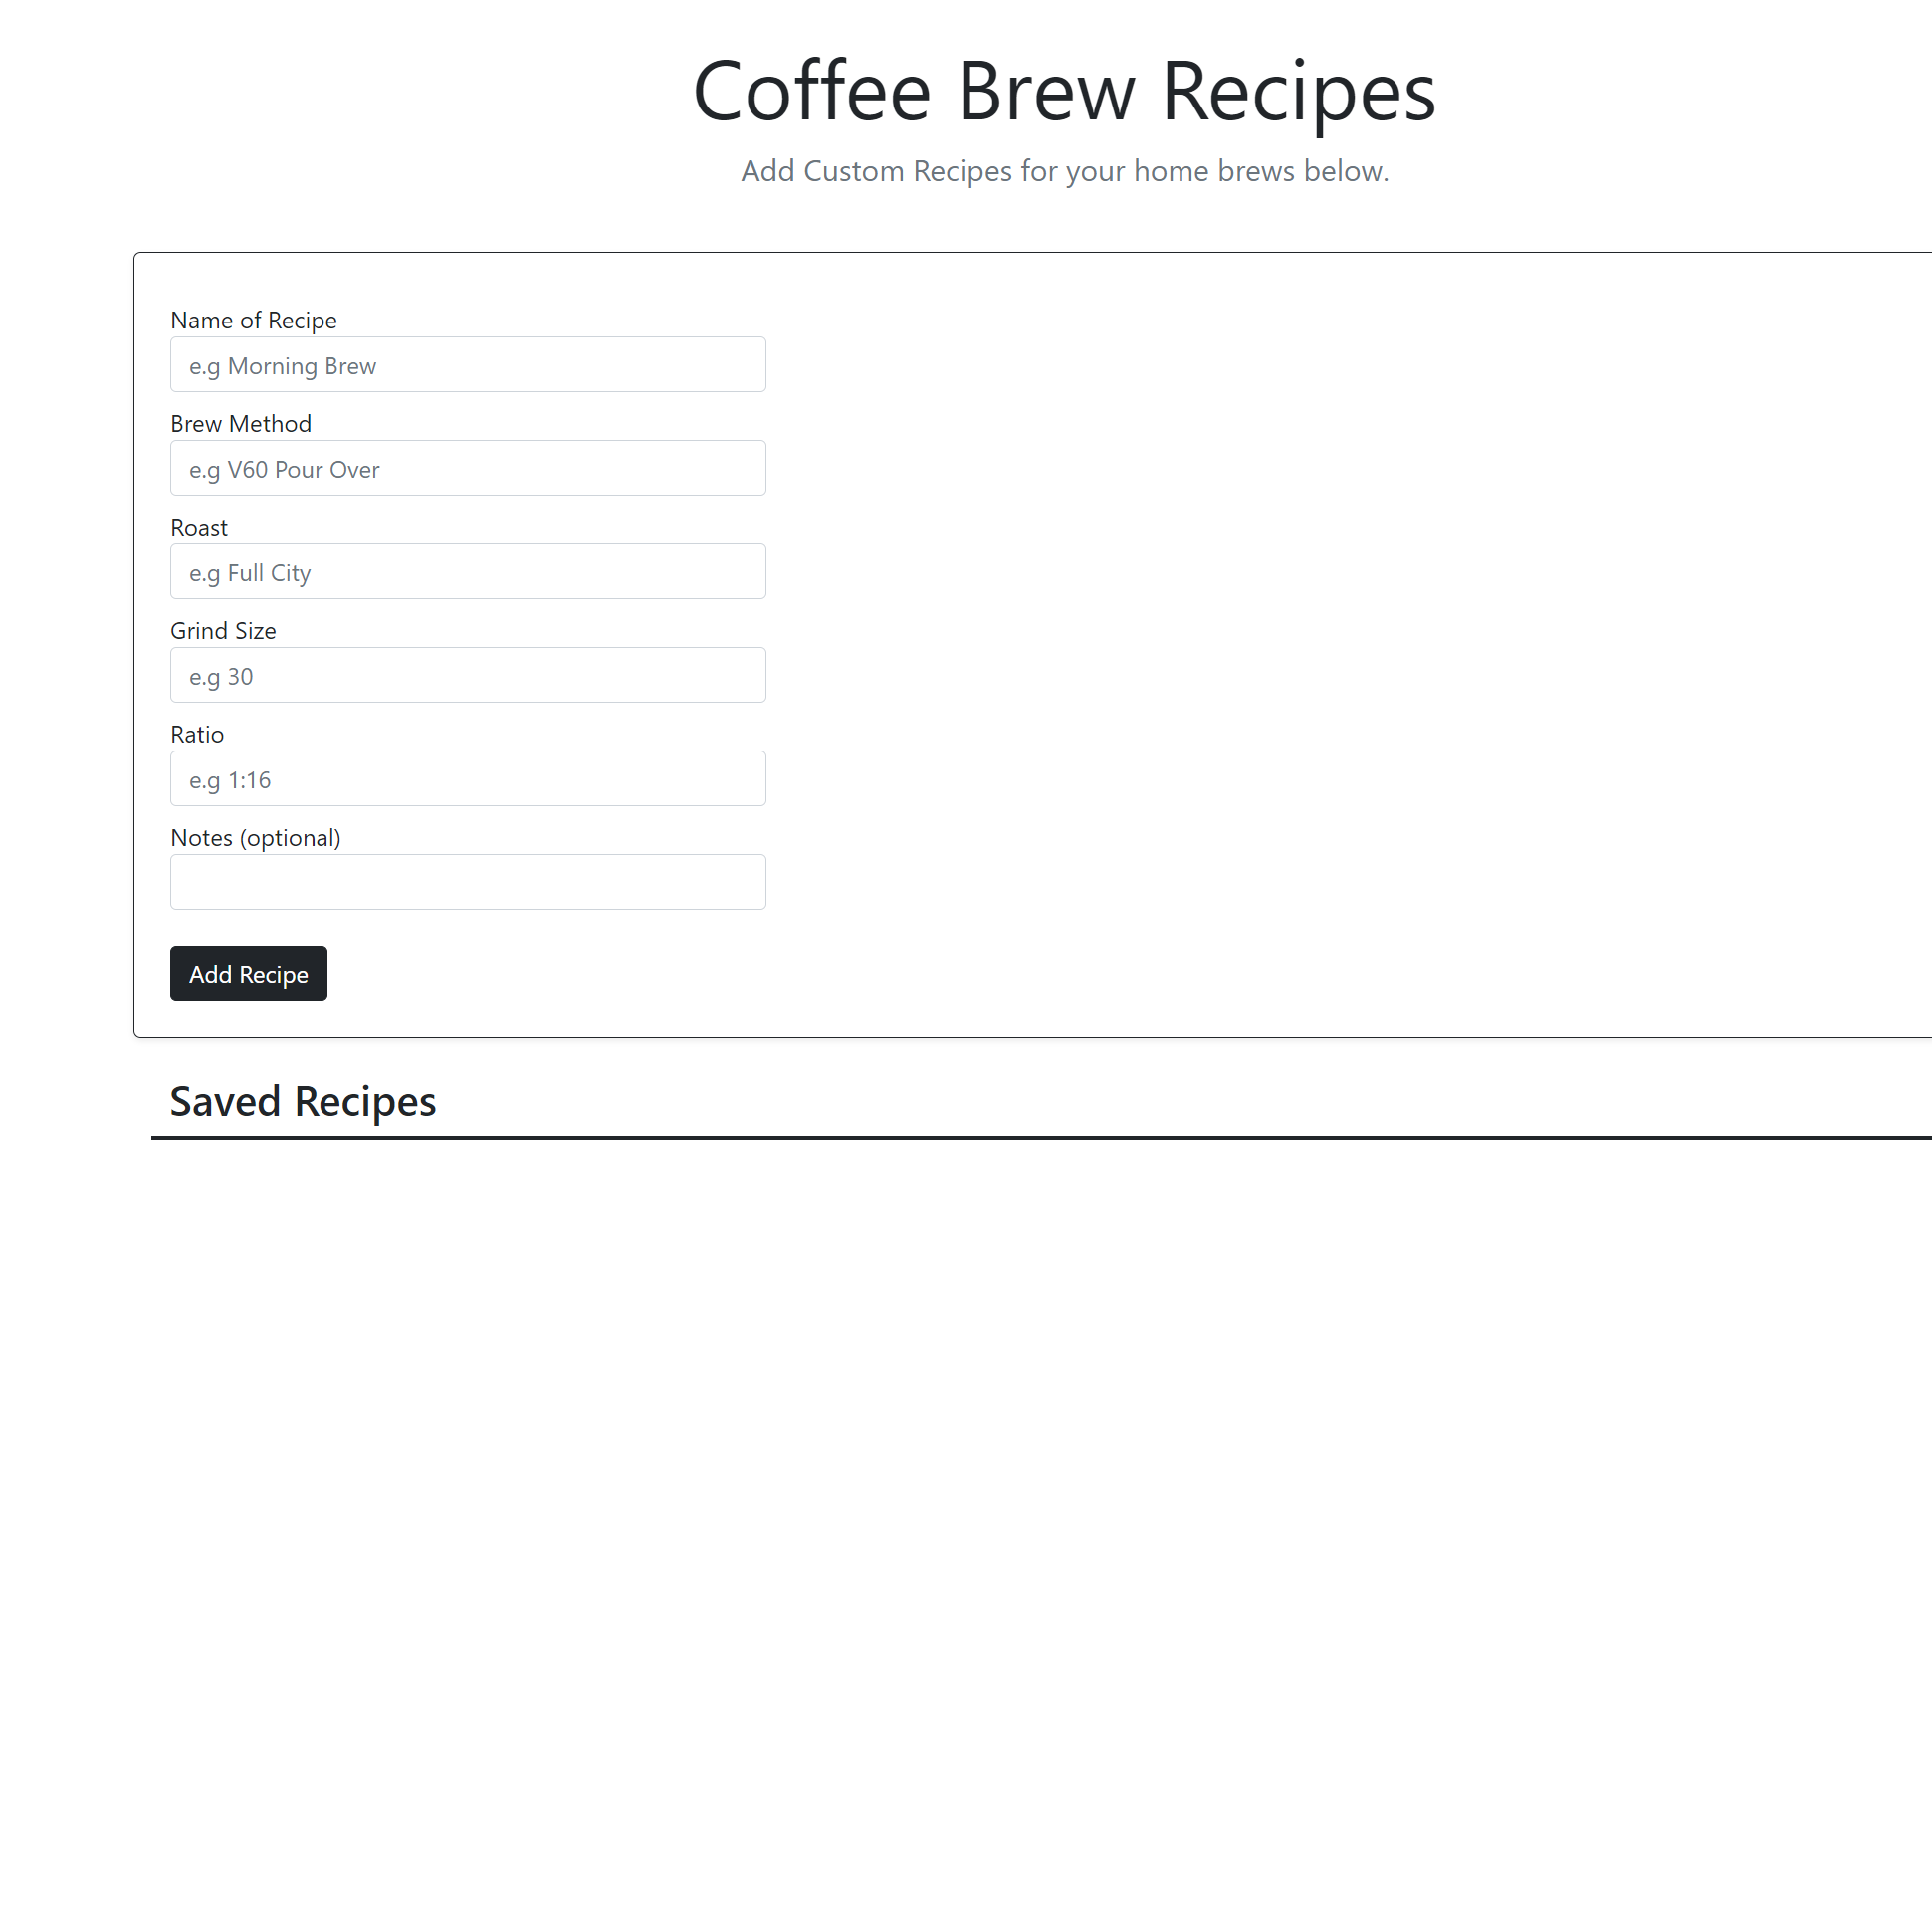 Coffee Brew Recipes
Add Custom Recipes for your home brews below.
Name of Recipe
e.g Morning Brew
Brew Method
e.g V60 Pour Over
Roast
e.g Full City
Grind Size
e.g 30
Ratio
e.g 1:16
Notes (optional)
Add Recipe
Saved Recipes